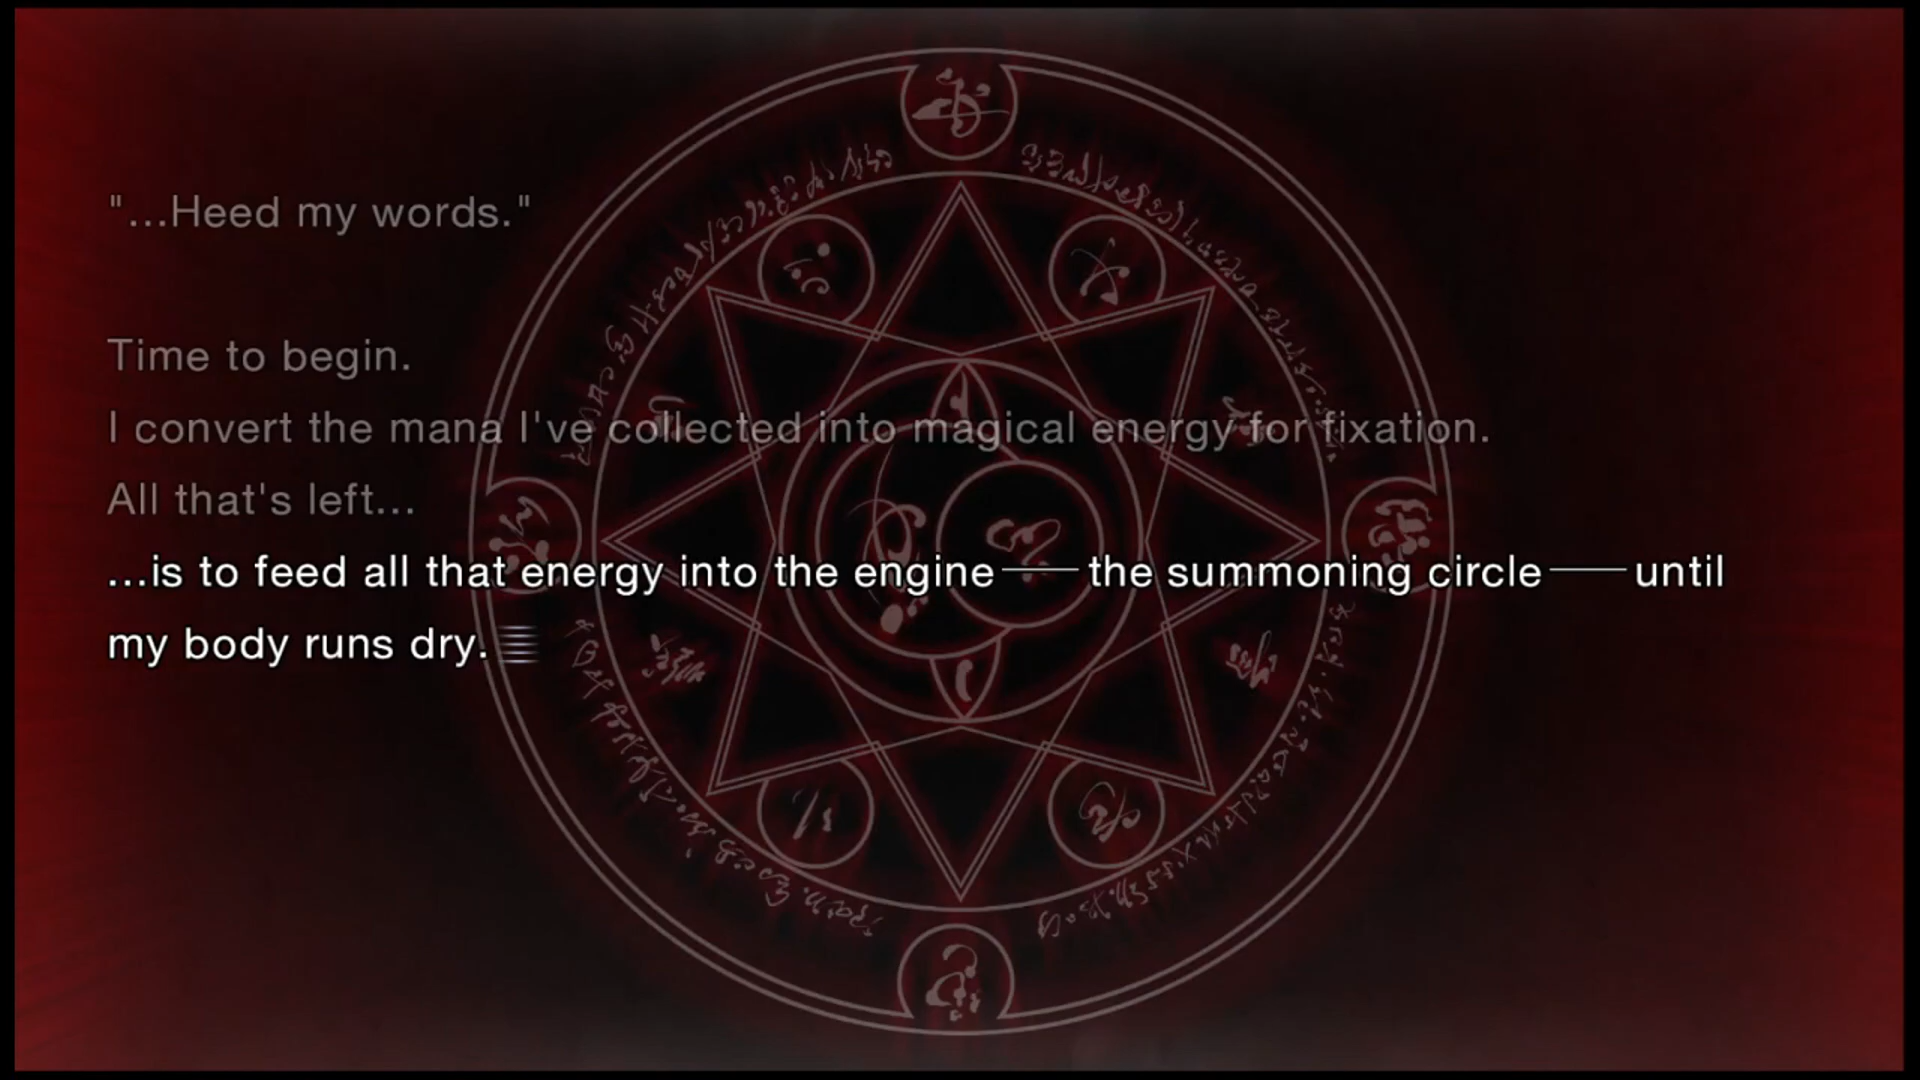 "...Heed my words."
Time to begin.
I convert the mana I've collected into magical energy for fixation.
All that's left...
...is to feed all that energy into the engine——the summoning circle——until
my body runs dry.